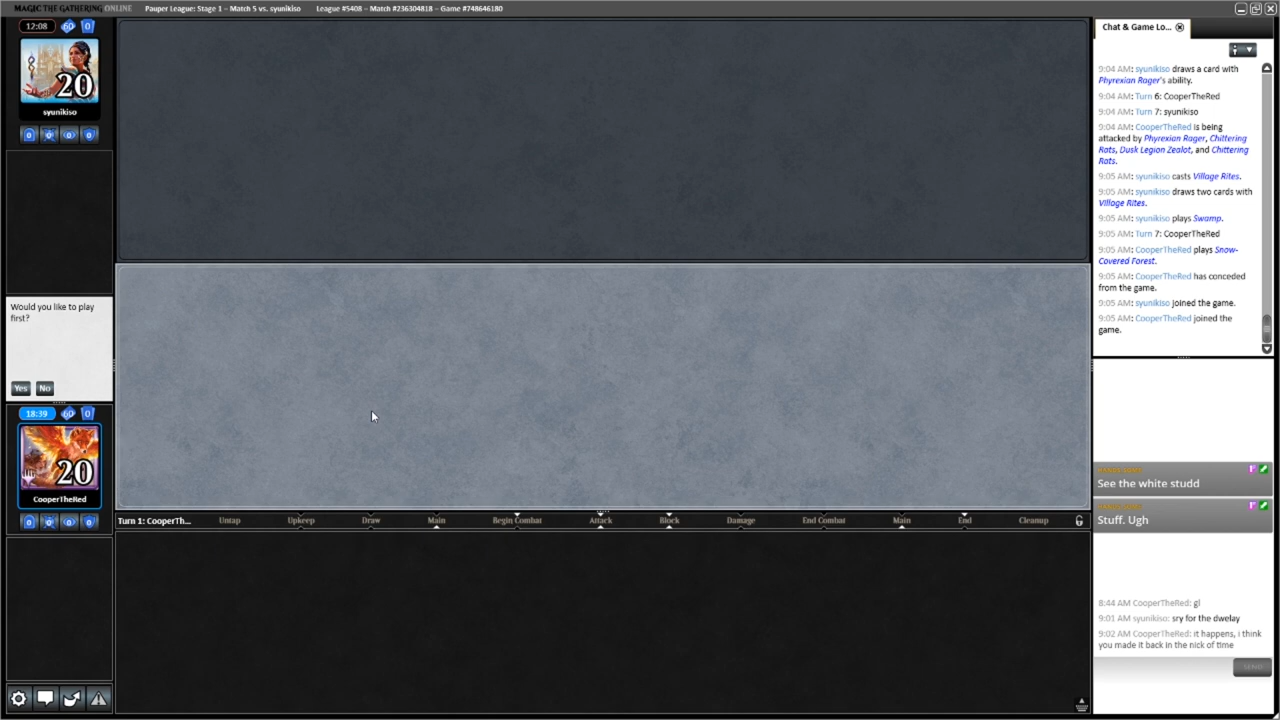 MAGIC THE GATHERING ONLINE Pauper League: Stage 1 – Match 5 vs. syunikiso League #5408 – Match #236304818 – Game #748646180
12:08 60 0
20
syunikiso
0 0 0 0
Would you like to play
first?
Yes No
18:39 60 0
20
CooperTheRed
0 0 0 0
Turn 1: CooperTh... Untap Upkeep Draw Main Begin Combat Attack Block Damage End Combat Main End Cleanup
Chat & Game Lo...
9:04 AM: syunikiso draws a card with
Phyrexian Rager's ability.
9:04 AM: Turn 6: CooperTheRed
9:04 AM: Turn 7: syunikiso
9:04 AM: CooperTheRed is being
attacked by Phyrexian Rager, Chittering
Rats, Dusk Legion Zealot, and Chittering
Rats.
9:05 AM: syunikiso casts Village Rites.
9:05 AM: syunikiso draws two cards with
Village Rites.
9:05 AM: syunikiso plays Swamp.
9:05 AM: Turn 7: CooperTheRed
9:05 AM: CooperTheRed plays Snow-
Covered Forest.
9:05 AM: CooperTheRed has conceded
from the game.
9:05 AM: syunikiso joined the game.
9:05 AM: CooperTheRed joined the
game.
See the white studd
Stuff. Ugh
8:44 AM CooperTheRed: gl
9:01 AM syunikiso: sry for the dwelay
9:02 AM CooperTheRed: it happens, i think
you made it back in the nick of time
SEND